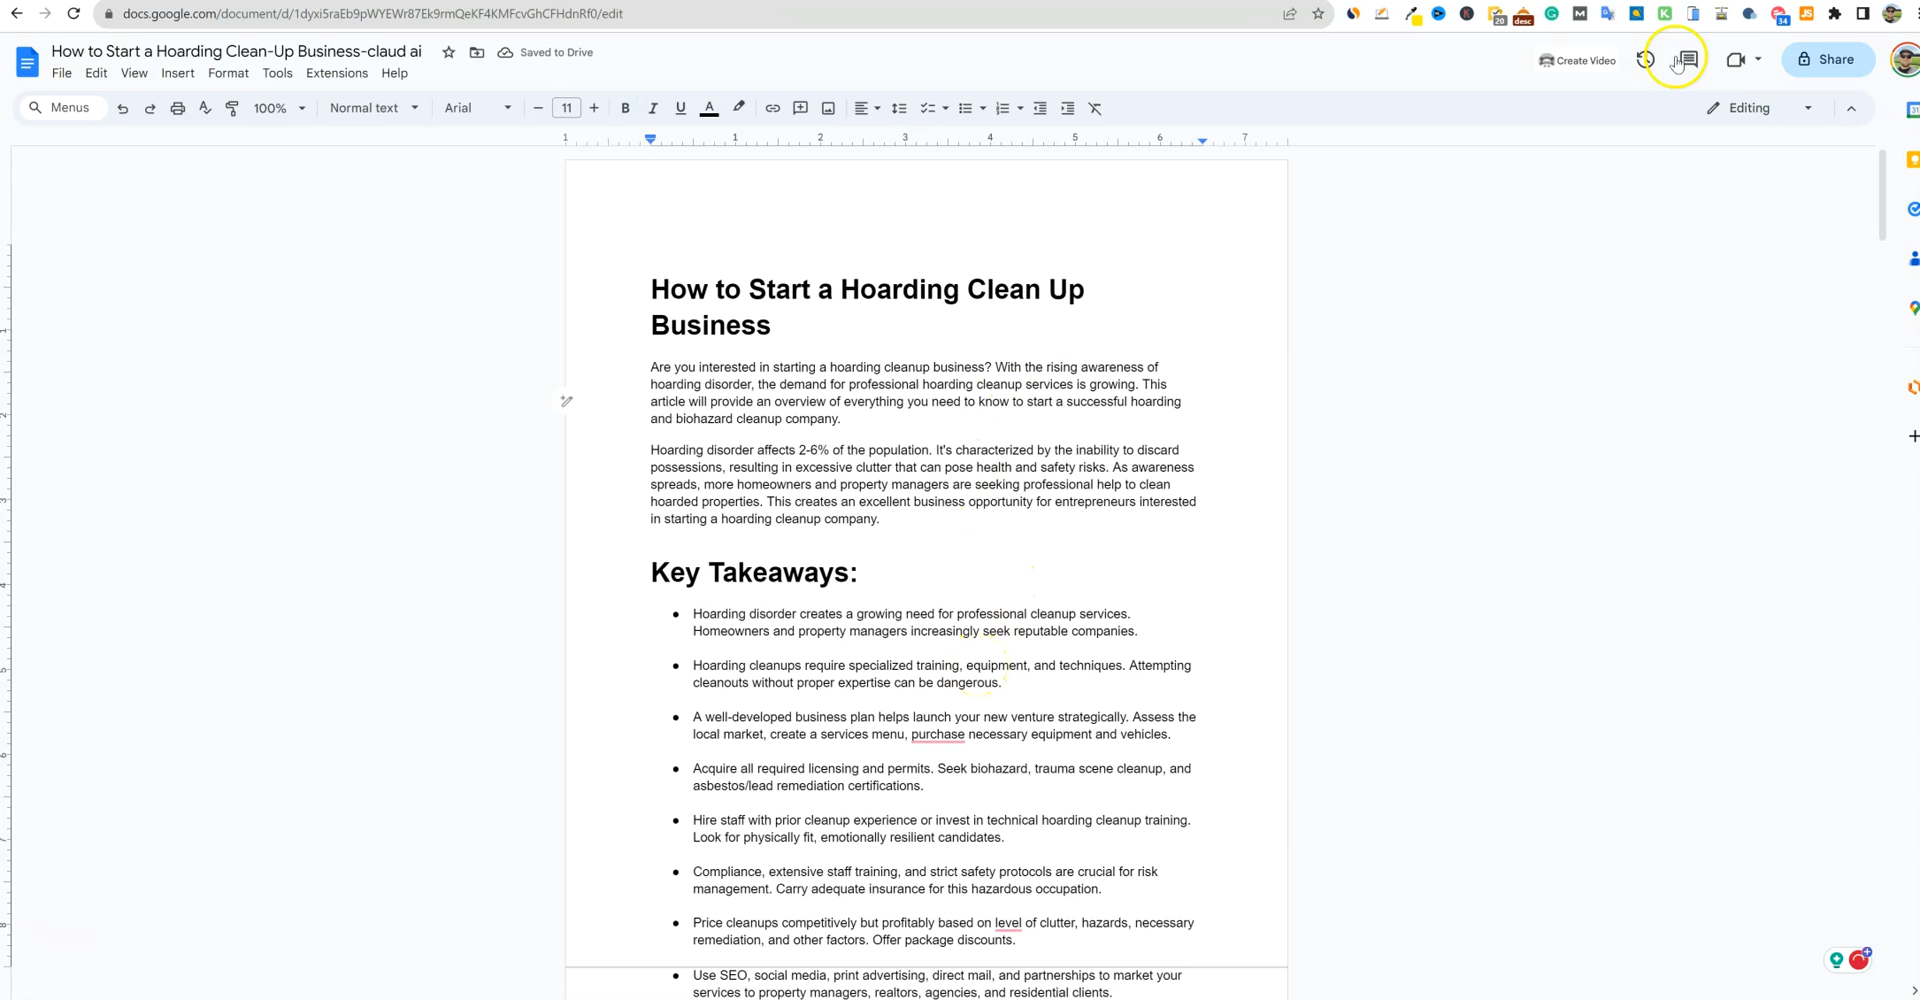 docs.google.com/document/d/1dyxi5raEb9pWYEWr87Ek9rmQeKF4KMFcvGhCFHdnRf0/edit
20
desc
M
34
JS
How to Start a Hoarding Clean-Up Business-claud ai
Saved to Drive
Create Video
Share
File Edit View Insert Format Tools Extensions Help
Menus
100%
Normal text
Arial
11
B I U A
Editing
31
1 1 2 3 4 5 6 7
How to Start a Hoarding Clean Up
Business
Are you interested in starting a hoarding cleanup business? With the rising awareness of
hoarding disorder, the demand for professional hoarding cleanup services is growing. This
article will provide an overview of everything you need to know to start a successful hoarding
and biohazard cleanup company.
Hoarding disorder affects 2-6% of the population. It's characterized by the inability to discard
possessions, resulting in excessive clutter that can pose health and safety risks. As awareness
spreads, more homeowners and property managers are seeking professional help to clean
hoarded properties. This creates an excellent business opportunity for entrepreneurs interested
in starting a hoarding cleanup company.
Key Takeaways:
● Hoarding disorder creates a growing need for professional cleanup services.
Homeowners and property managers increasingly seek reputable companies.
● Hoarding cleanups require specialized training, equipment, and techniques. Attempting
cleanouts without proper expertise can be dangerous.
● A well-developed business plan helps launch your new venture strategically. Assess the
local market, create a services menu, purchase necessary equipment and vehicles.
● Acquire all required licensing and permits. Seek biohazard, trauma scene cleanup, and
asbestos/lead remediation certifications.
● Hire staff with prior cleanup experience or invest in technical hoarding cleanup training.
Look for physically fit, emotionally resilient candidates.
● Compliance, extensive staff training, and strict safety protocols are crucial for risk
management. Carry adequate insurance for this hazardous occupation.
● Price cleanups competitively but profitably based on level of clutter, hazards, necessary
remediation, and other factors. Offer package discounts.
● Use SEO, social media, print advertising, direct mail, and partnerships to market your
services to property managers, realtors, agencies, and residential clients.